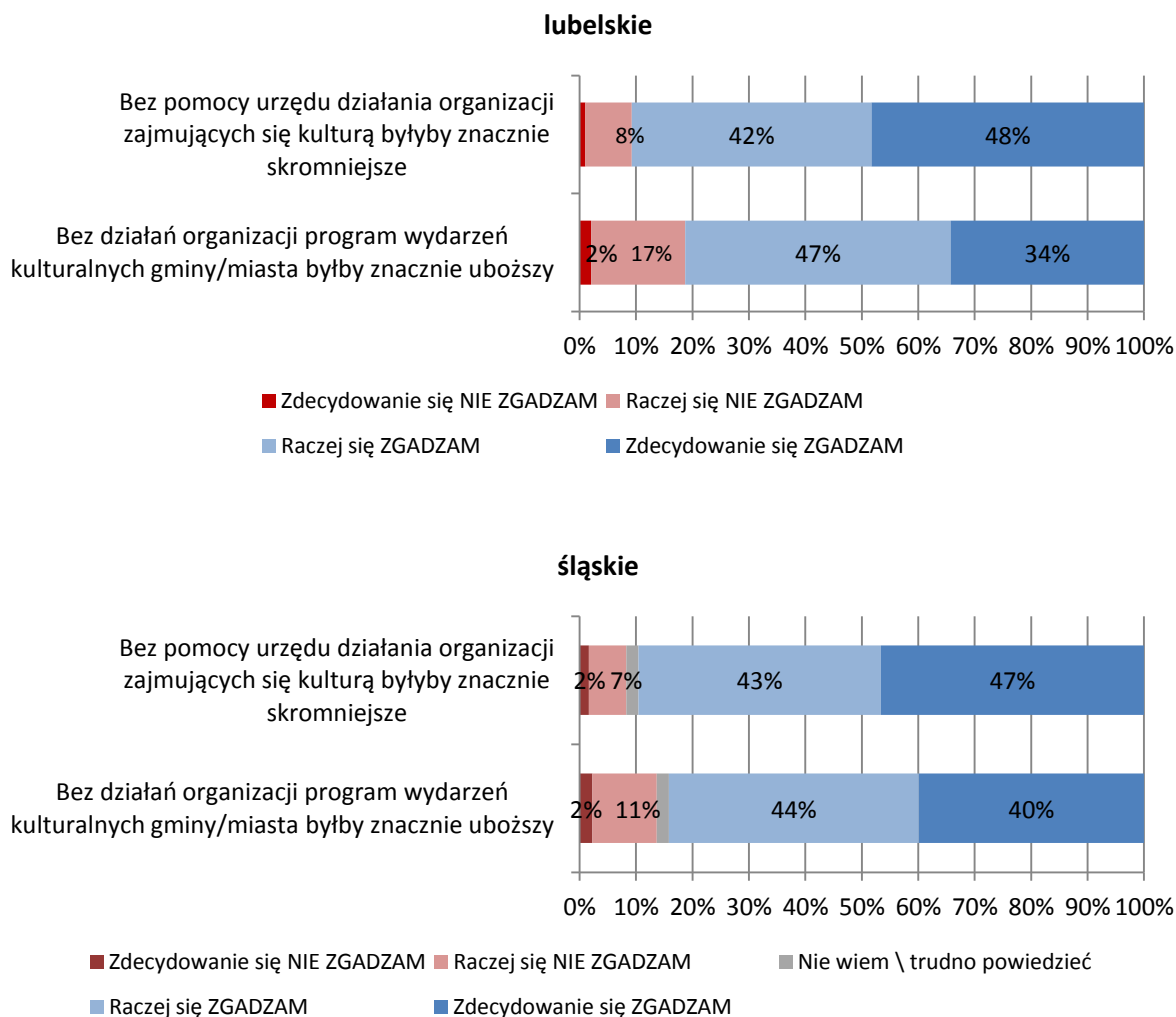 lubelskie
Bez pomocy urzędu działania organizacji
zajmujących się kulturą byłyby znacznie
skromniejsze
8% 42% 48%
Bez działań organizacji program wydarzeń
kulturalnych gminy/miasta byłby znacznie uboższy
2% 17% 47% 34%
0% 10% 20% 30% 40% 50% 60% 70% 80% 90% 100%
Zdecydowanie się NIE ZGADZAM Raczej się NIE ZGADZAM
Raczej się ZGADZAM Zdecydowanie się ZGADZAM
śląskie
Bez pomocy urzędu działania organizacji
zajmujących się kulturą byłyby znacznie
skromniejsze
2% 7% 43% 47%
Bez działań organizacji program wydarzeń
kulturalnych gminy/miasta byłby znacznie uboższy
2% 11% 44% 40%
0% 10% 20% 30% 40% 50% 60% 70% 80% 90% 100%
Zdecydowanie się NIE ZGADZAM Raczej się NIE ZGADZAM Nie wiem \ trudno powiedzieć
Raczej się ZGADZAM Zdecydowanie się ZGADZAM